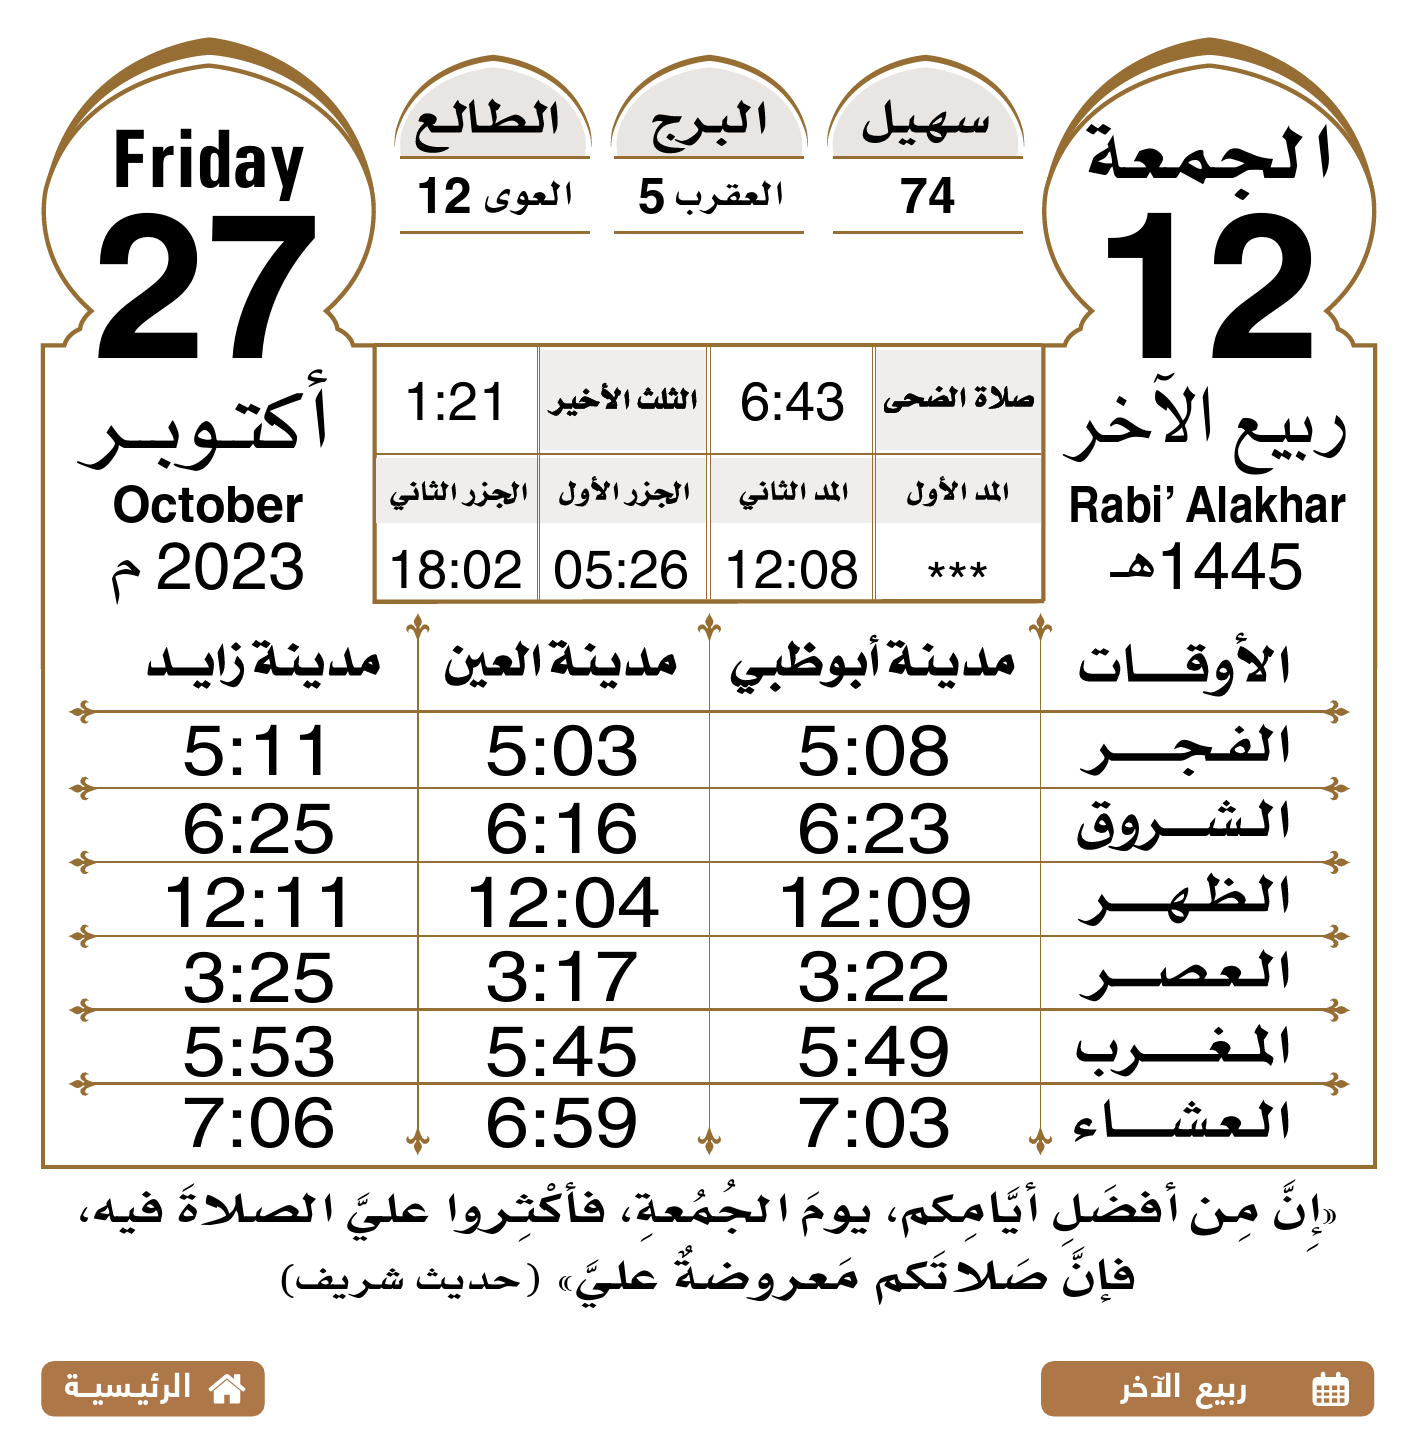 الجمعة
12
ربيع الآخر
Rabi’ Alakhar
1445هـ
سهيل
74
البرج
العقرب 5
الطالع
العوى 12
Friday
27
أكتوبر
October
2023 م
صلاة الضحى 6:43 الثلث الأخير 1:21
المد الأول المد الثاني الجزر الأول الجزر الثاني
*** 12:08 05:26 18:02
الأوقات مدينة أبوظبي مدينة العين مدينة زايد
الفجر 5:08 5:03 5:11
الشروق 6:23 6:16 6:25
الظهر 12:09 12:04 12:11
العصر 3:22 3:17 3:25
المغرب 5:49 5:45 5:53
العشاء 7:03 6:59 7:06
«إِنَّ مِن أفضَلِ أيَّامِكم، يومَ الجُمُعةِ، فأكْثِروا عليَّ الصلاةَ فيه،
فإنَّ صَلاتَكم مَعروضةٌ عليَّ» (حديث شريف)
ربيع الآخر
الرئيسية